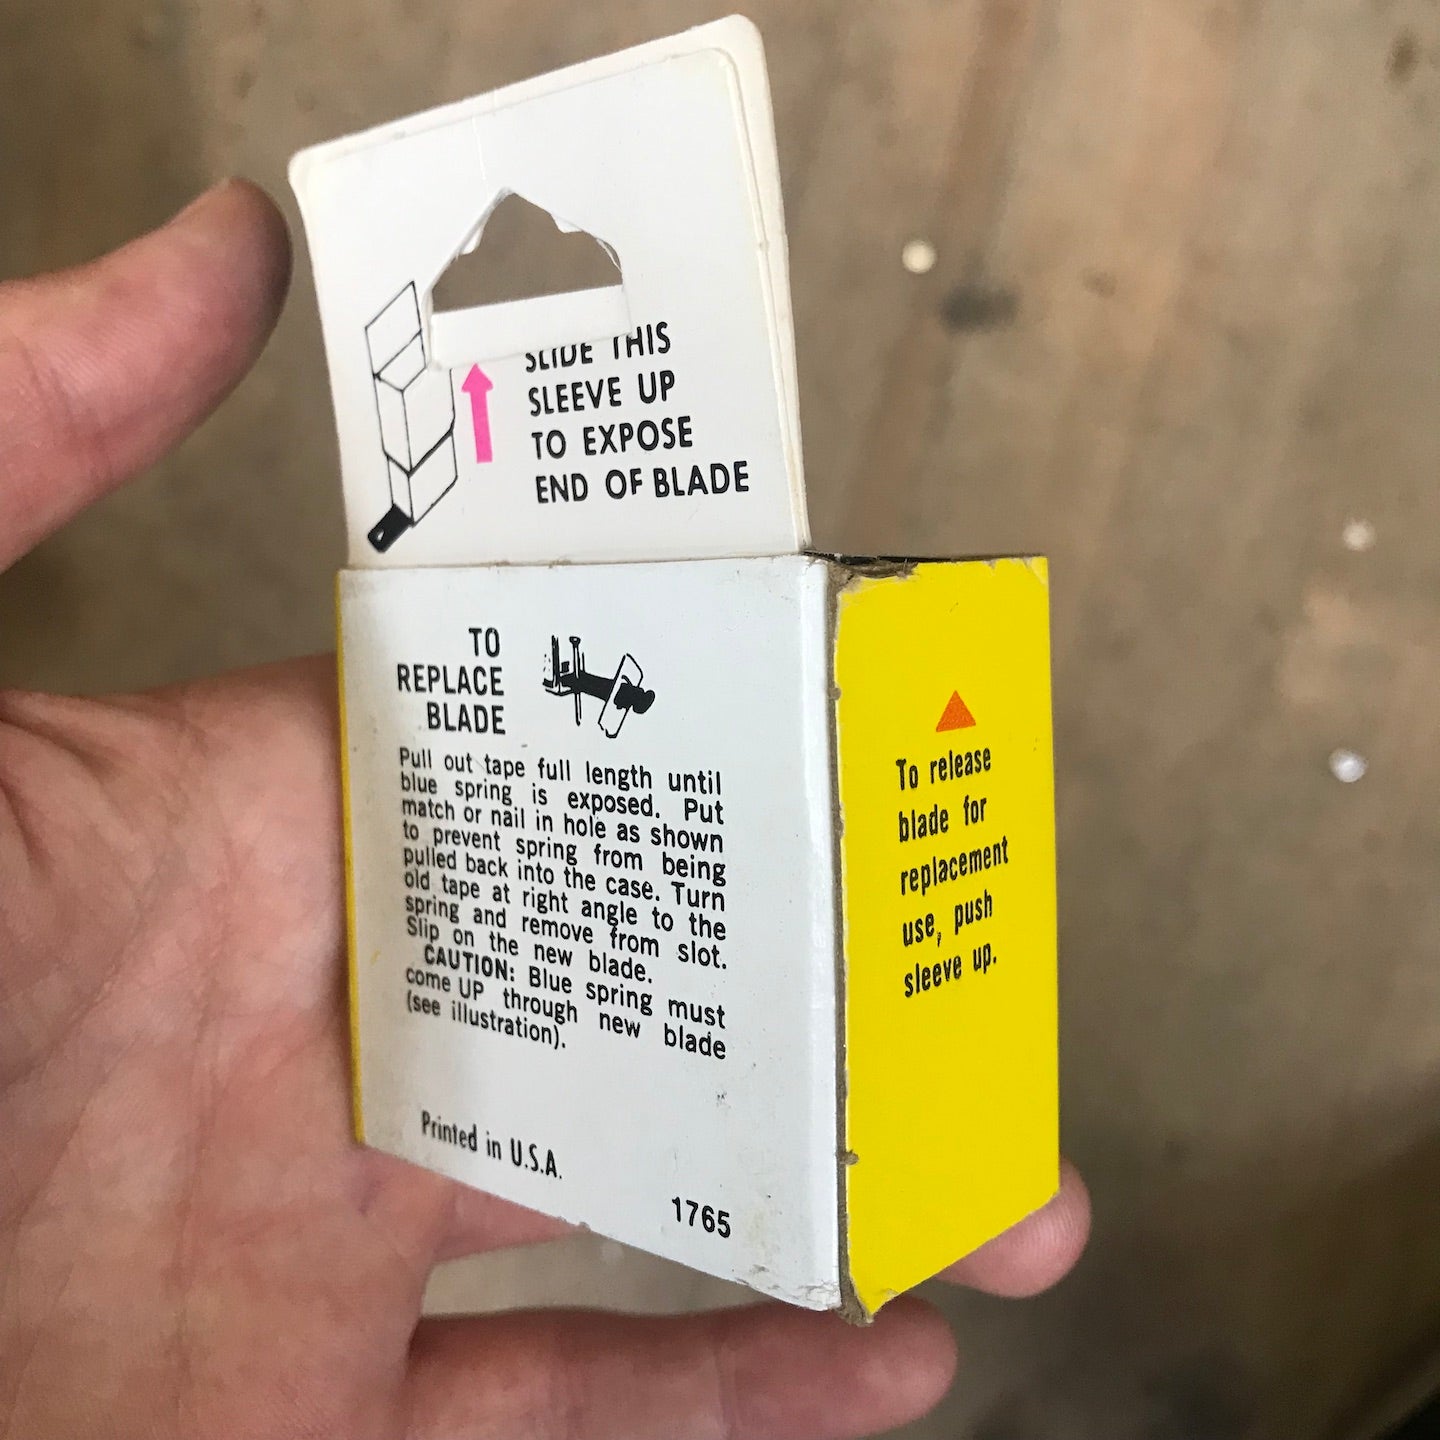 SLIDE THIS
SLEEVE UP
TO EXPOSE
END OF BLADE
TO
REPLACE
BLADE
Pull out tape full length until
blue spring is exposed. Put
match or nail in hole as shown
to prevent spring from being
pulled back into the case. Turn
old tape at right angle to the
spring and remove from slot.
Slip on the new blade.
CAUTION: Blue spring must
come UP through new blade
(see illustration).
Printed in U.S.A.
1765
To release
blade for
replacement
use, push
sleeve up.